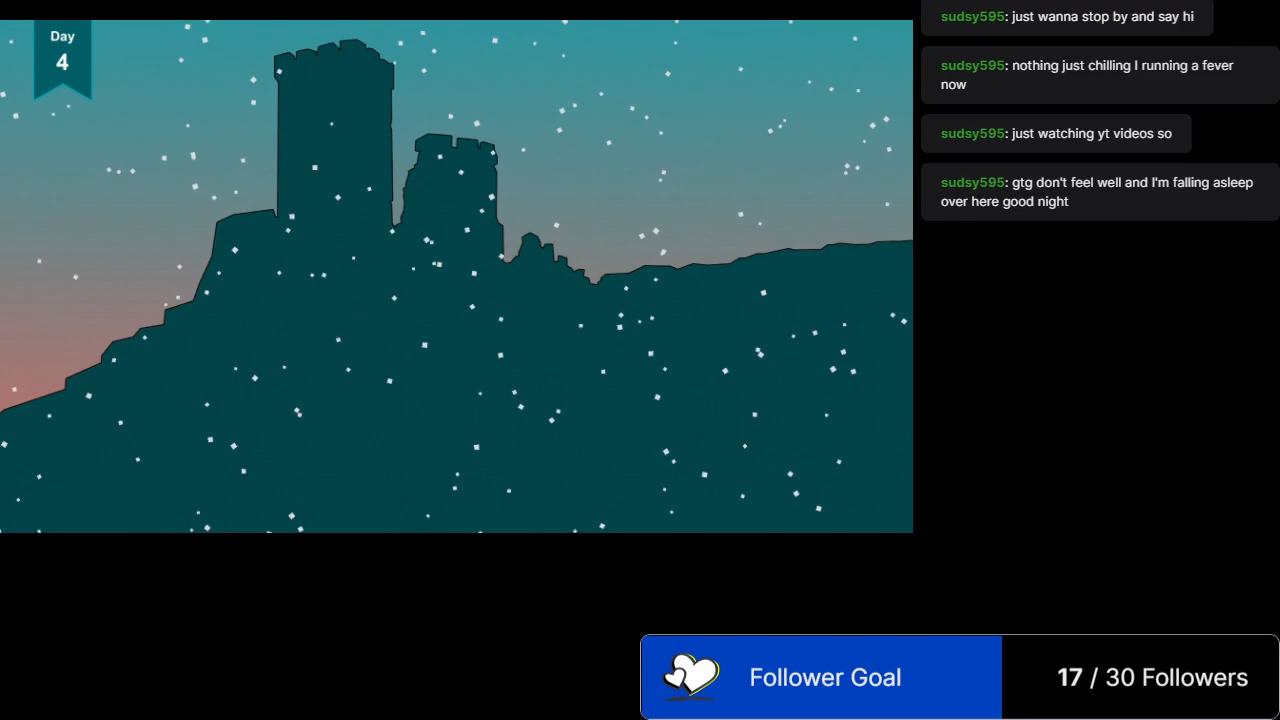 Day
4
sudsy595: just wanna stop by and say hi
sudsy595: nothing just chilling I running a fever
now
sudsy595: just watching yt videos so
sudsy595: gtg don't feel well and I'm falling asleep
over here good night
Follower Goal
17 / 30 Followers